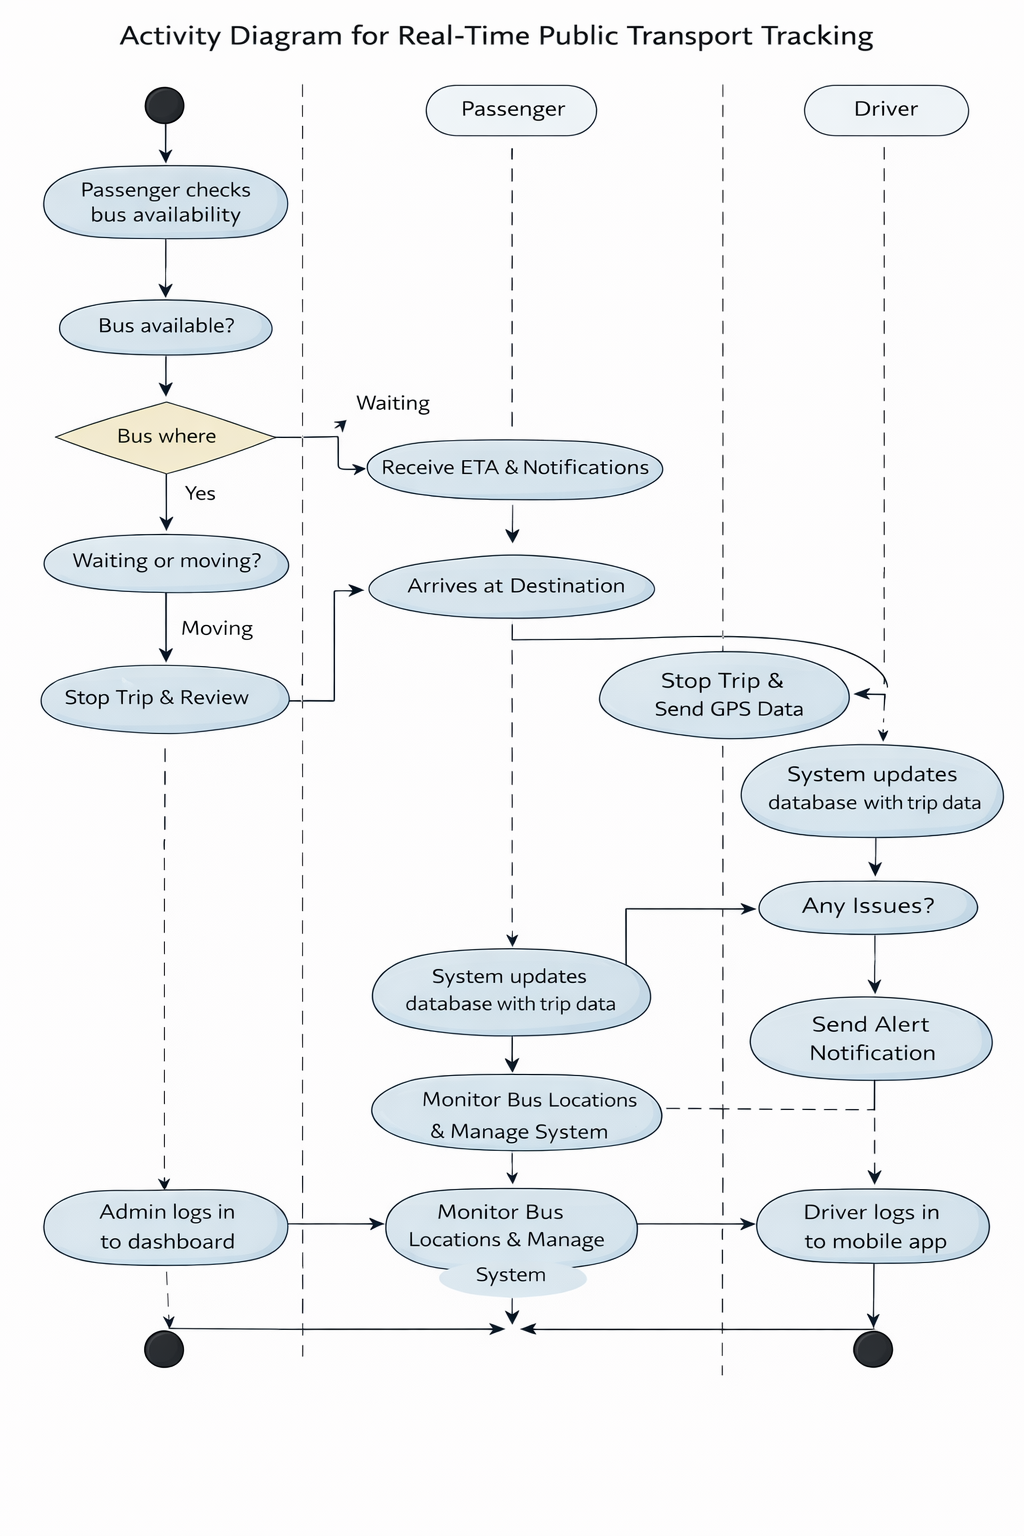 Activity Diagram for Real-Time Public Transport Tracking
Passenger
Driver
Passenger checks
bus availability
Bus available?
Waiting
Bus where
Receive ETA & Notifications
Yes
Waiting or moving?
Arrives at Destination
Moving
Stop Trip & Review
Stop Trip &
Send GPS Data
System updates
database with trip data
Any Issues?
System updates
database with trip data
Send Alert
Notification
Monitor Bus Locations
& Manage System
Admin logs in
to dashboard
Monitor Bus
Locations & Manage
System
Driver logs in
to mobile app